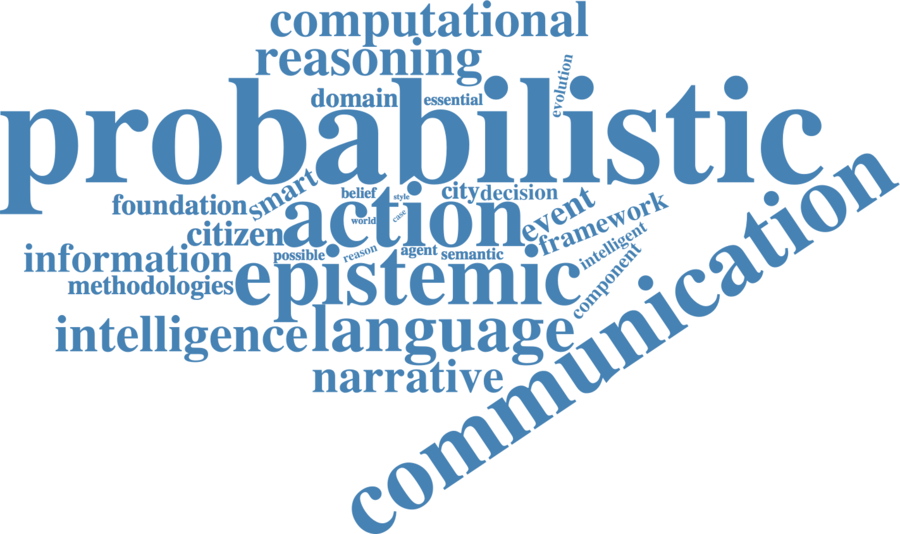 computational
reasoning
evolution
domain
essential
probabilistic
smart
belief
style
city
decision
foundation
action
world
case
event
framework
communication
citizen
information
possible
reason
agent
semantic
intelligent
methodologies
epistemic
component
intelligence
language
narrative